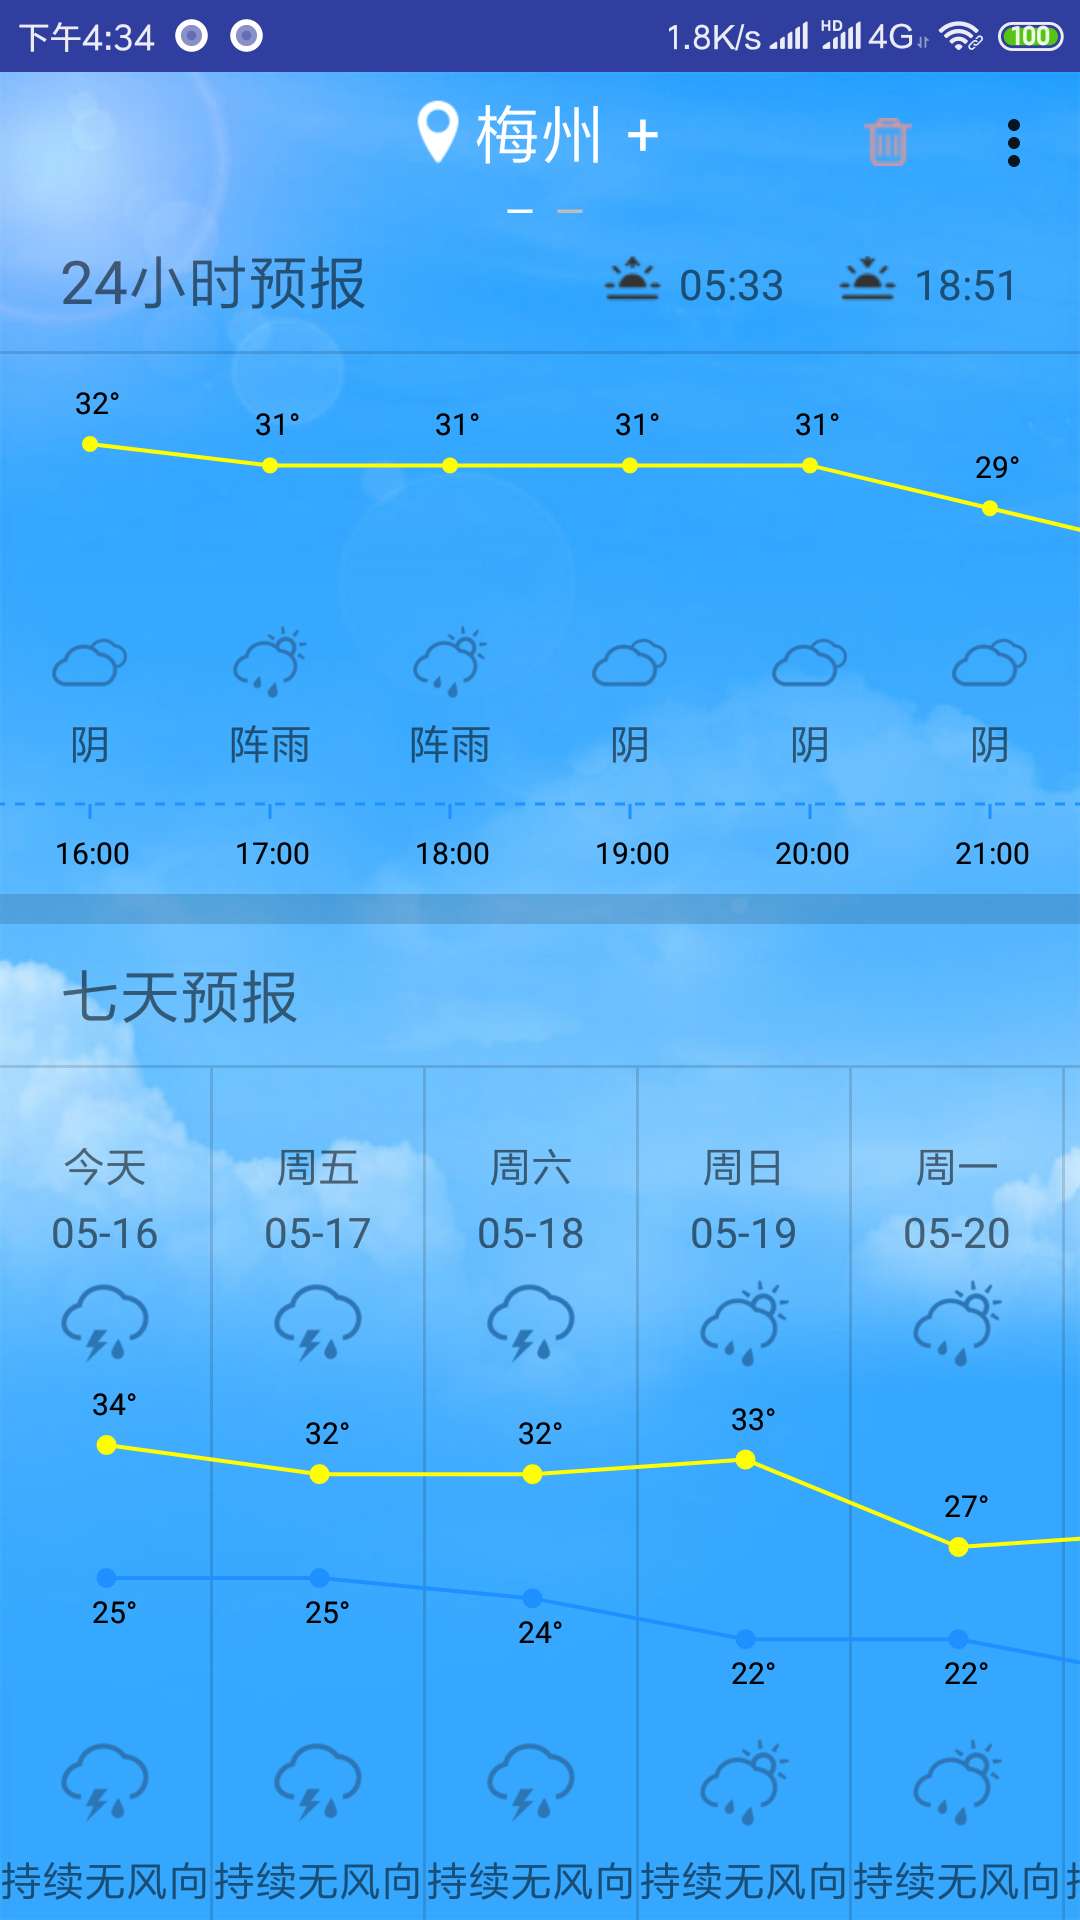 下午4:34 1.8K/s HD 4G 100
梅州 +
24小时预报 05:33 18:51
32° 31° 31° 31° 31° 29°
阴 阵雨 阵雨 阴 阴 阴
16:00 17:00 18:00 19:00 20:00 21:00
七天预报
今天 周五 周六 周日 周一
05-16 05-17 05-18 05-19 05-20
34° 32° 32° 33° 27°
25° 25° 24° 22° 22°
持续无风向 持续无风向 持续无风向 持续无风向 持续无风向